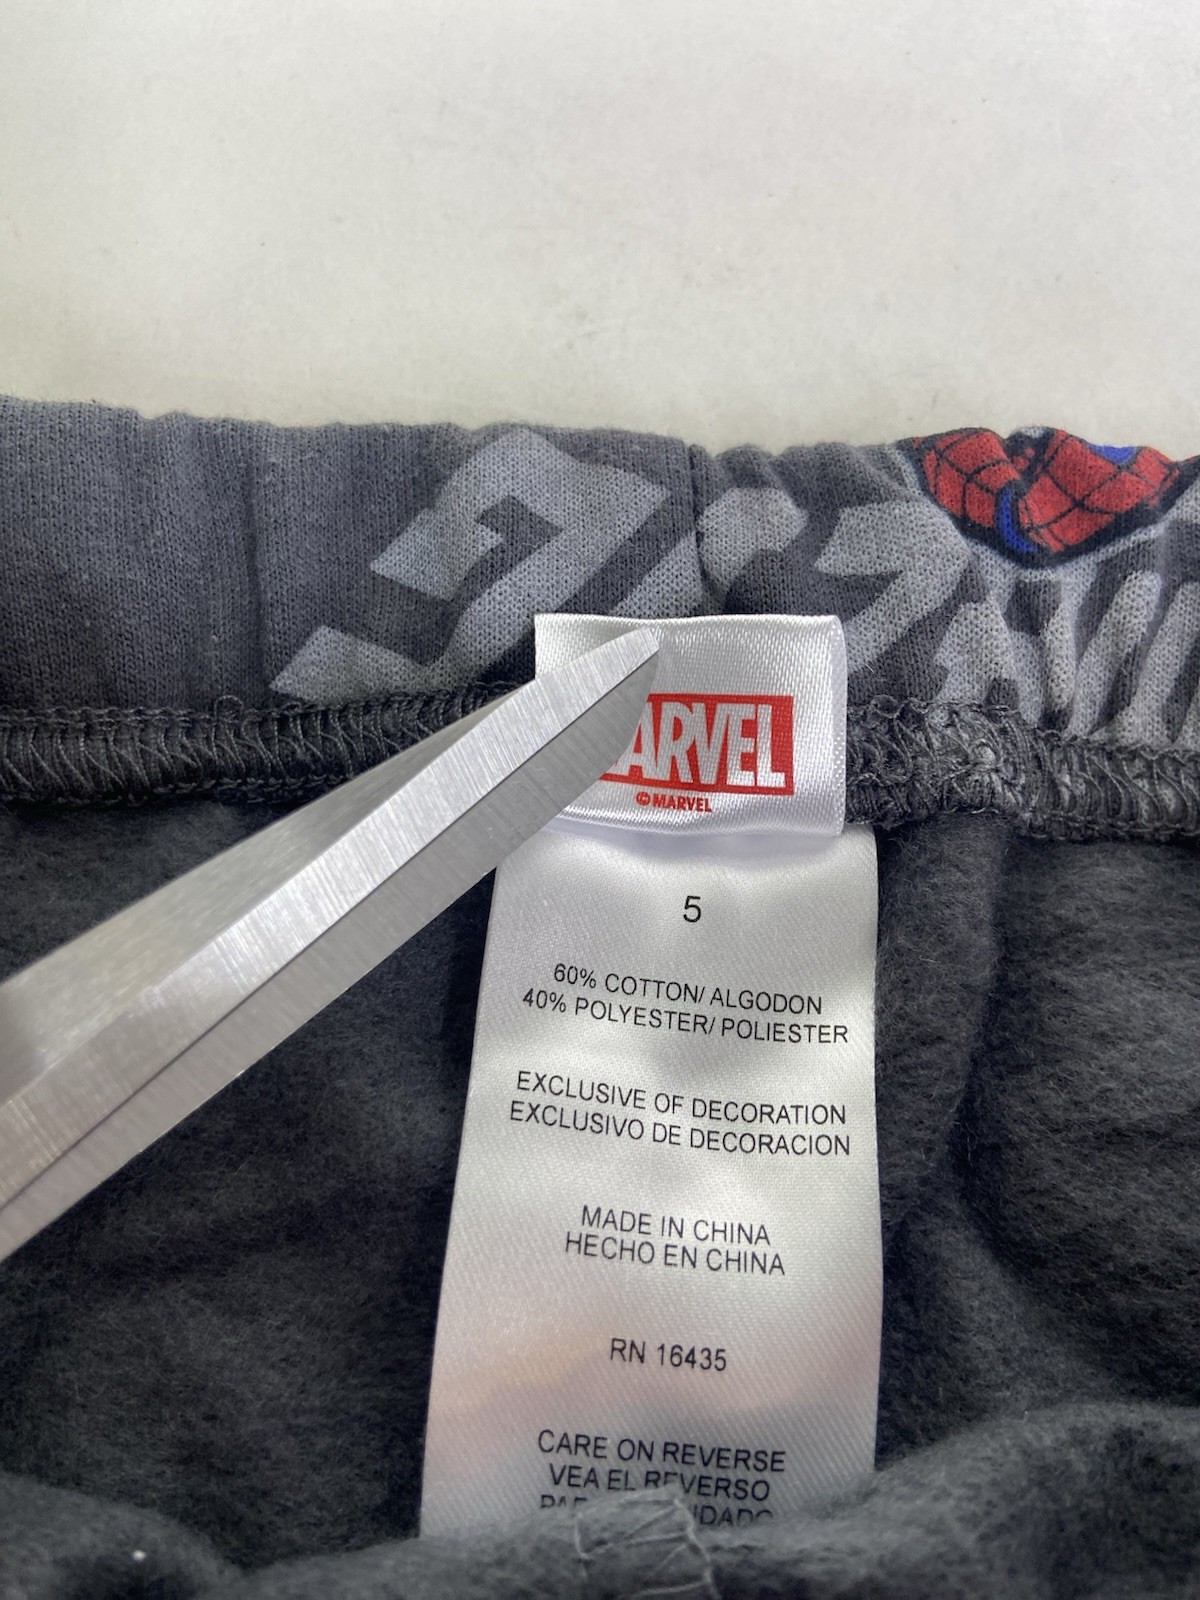 ARVEL
© MARVEL
5
60% COTTON/ ALGODON
40% POLYESTER/ POLIESTER
EXCLUSIVE OF DECORATION
EXCLUSIVO DE DECORACION
MADE IN CHINA
HECHO EN CHINA
RN 16435
CARE ON REVERSE
VEA EL REVERSO